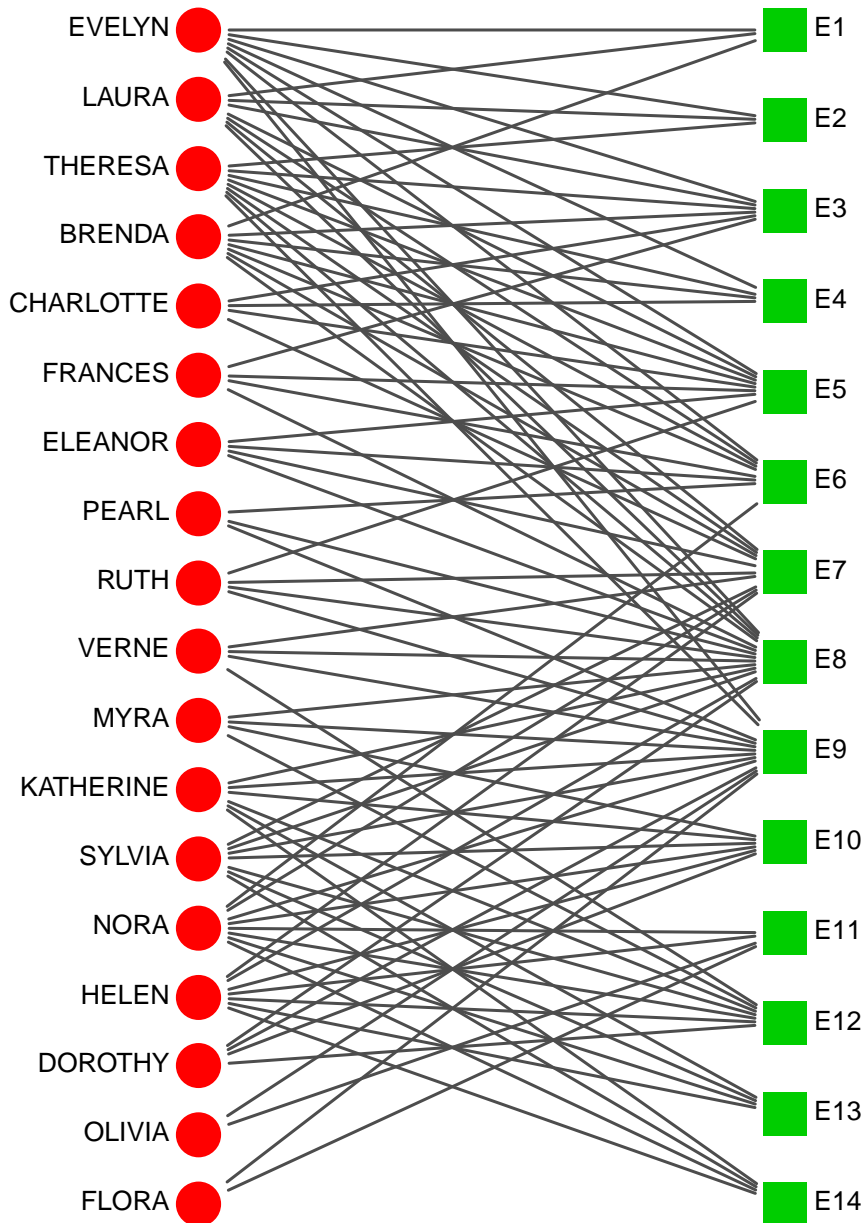 EVELYN
LAURA
THERESA
BRENDA
CHARLOTTE
FRANCES
ELEANOR
PEARL
RUTH
VERNE
MYRA
KATHERINE
SYLVIA
NORA
HELEN
DOROTHY
OLIVIA
FLORA
E1
E2
E3
E4
E5
E6
E7
E8
E9
E10
E11
E12
E13
E14